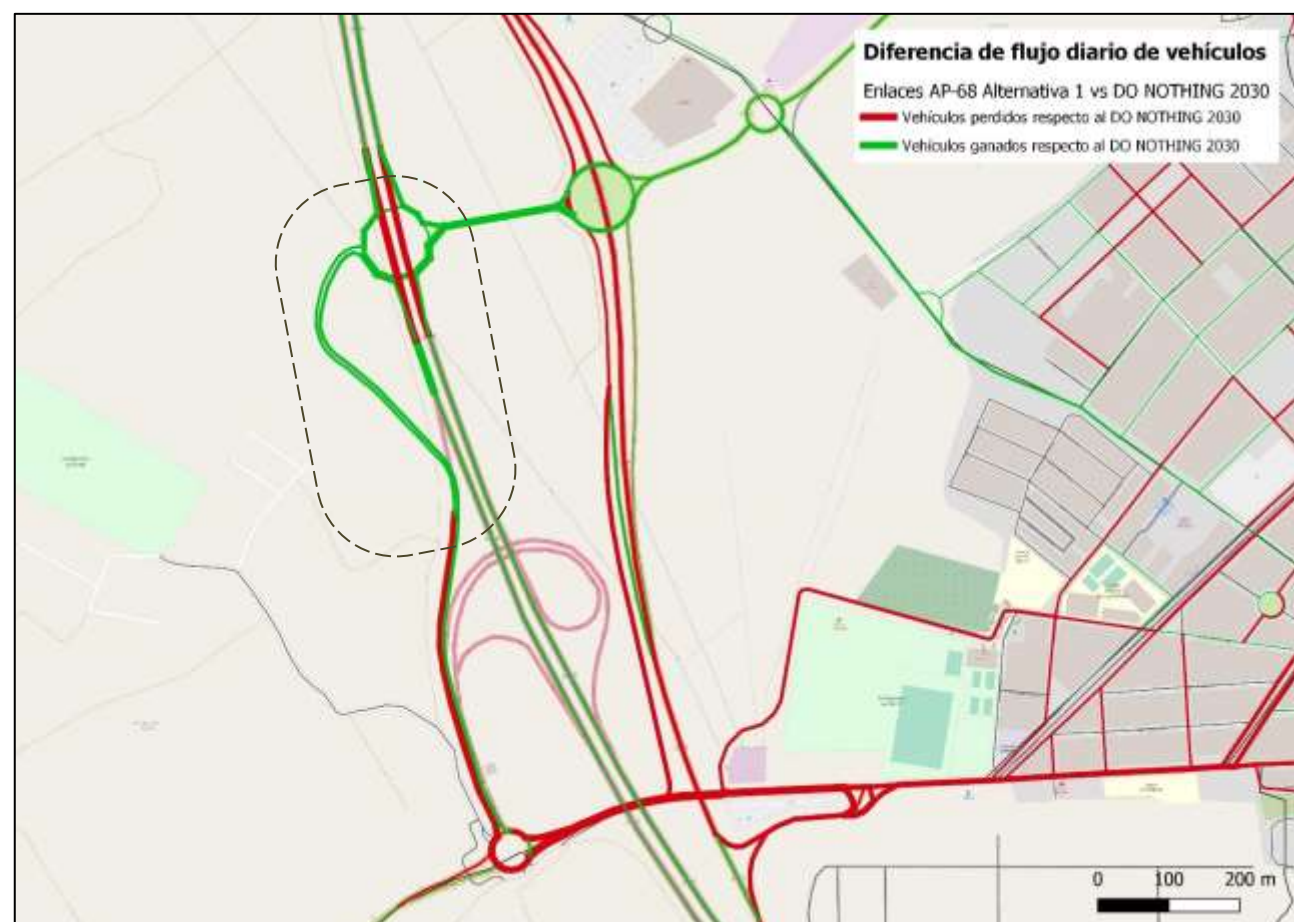 Diferencia de flujo diario de vehículos
Enlaces AP-68 Alternativa 1 vs DO NOTHING 2030
Vehículos perdidos respecto al DO NOTHING 2030
Vehículos ganados respecto al DO NOTHING 2030
0 100 200 m